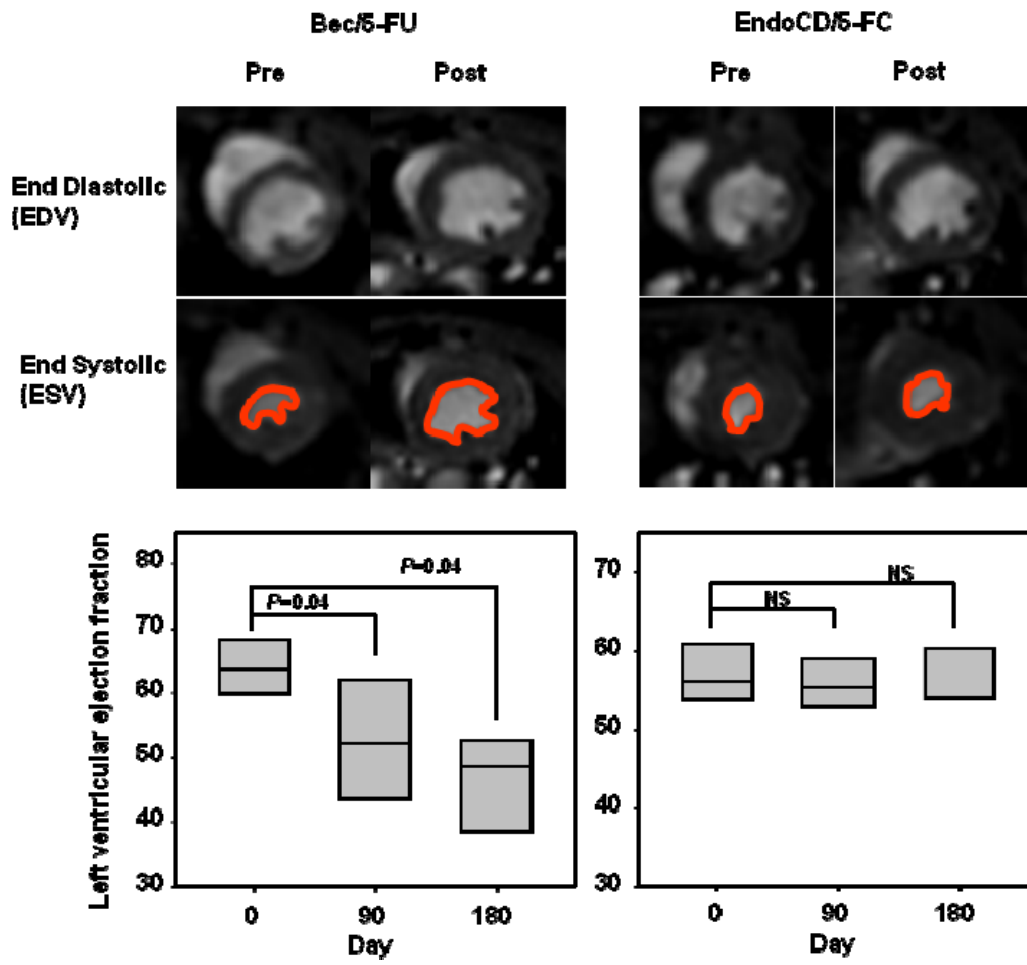 Bec/5-FU
EndoCD/5-FC
Pre
Post
Pre
Post
End Diastolic
(EDV)
End Systolic
(ESV)
Left ventricular ejection fraction
80
70
60
50
40
30
P=0.04
P=0.04
0
90
180
Day
70
60
50
40
30
NS
NS
0
90
180
Day